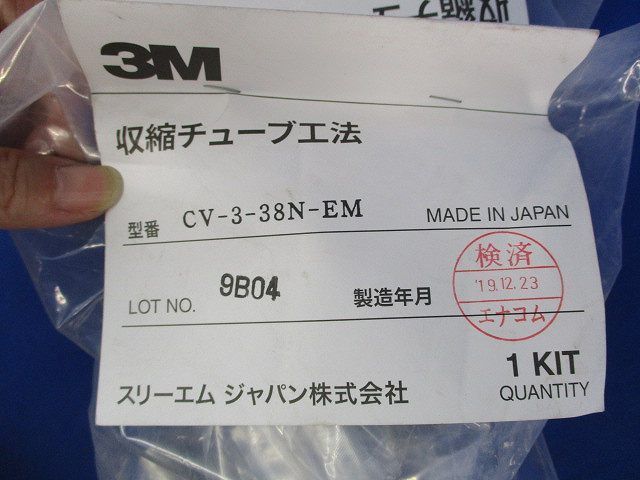 3M
収縮チューブ工法
型番 CV-3-38N-EM MADE IN JAPAN
LOT NO. 9B04 製造年月
検済
'19.12.23
エナコム
1 KIT
QUANTITY
スリーエム ジャパン株式会社